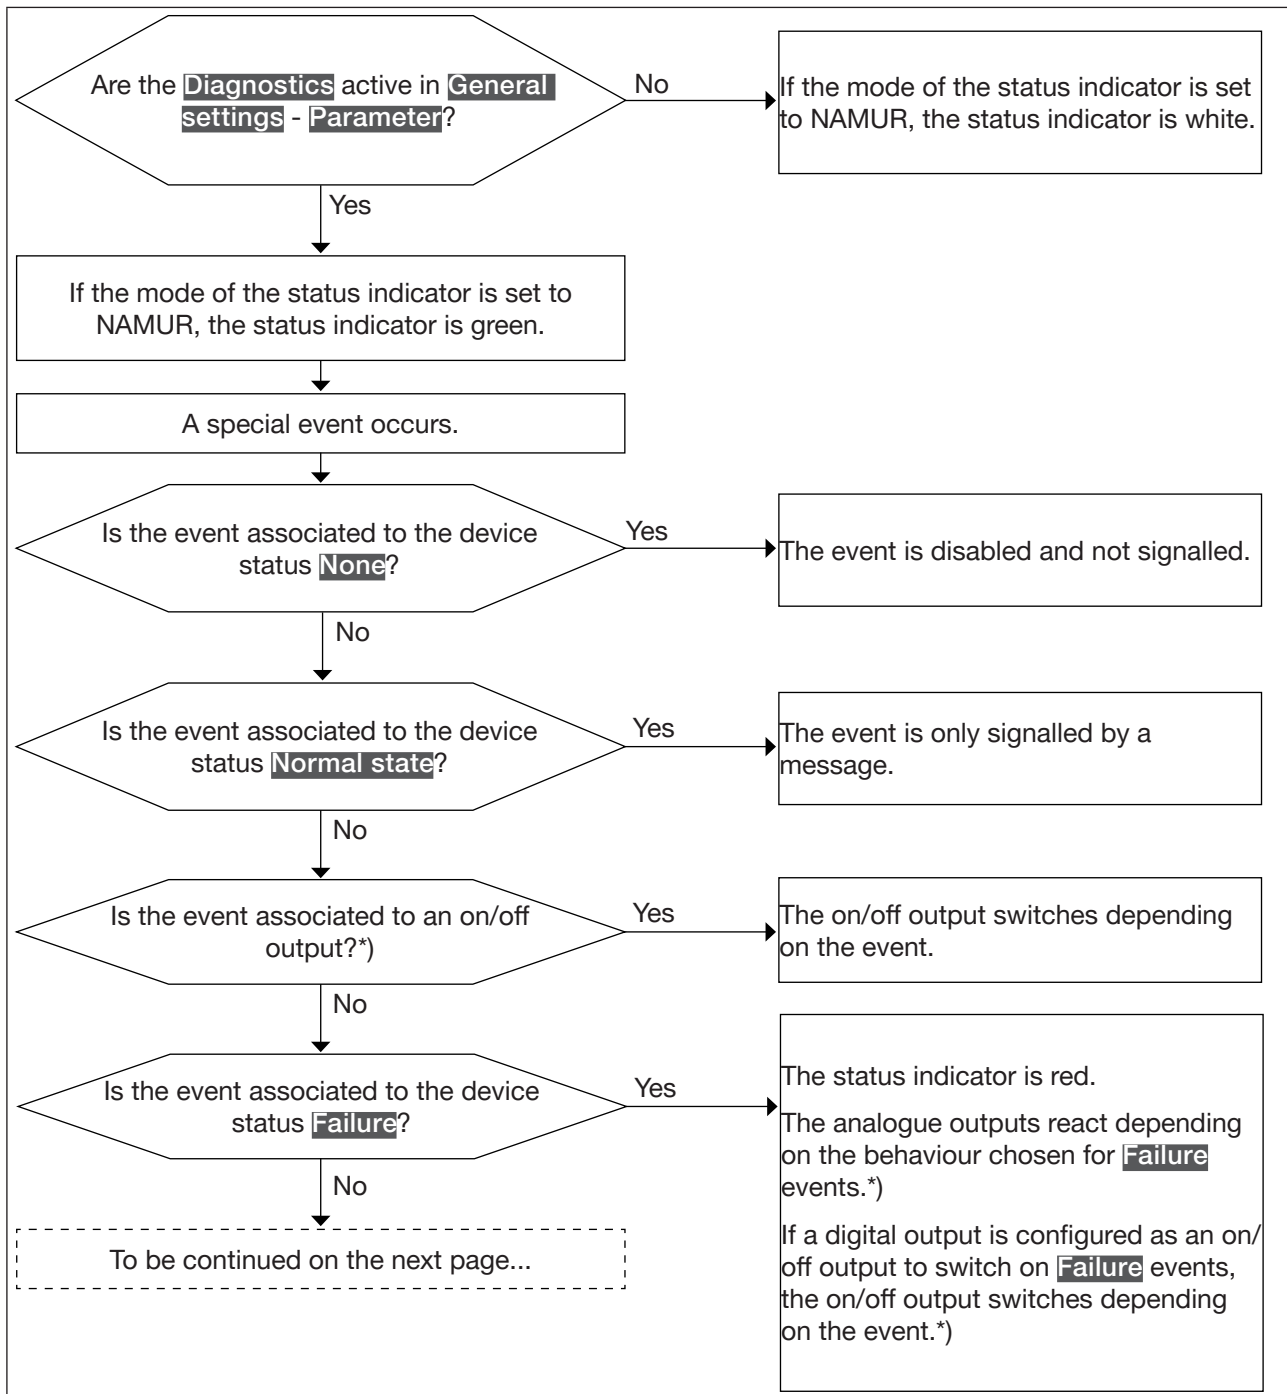 Are the Diagnostics active in General
settings - Parameter?
No
If the mode of the status indicator is set
to NAMUR, the status indicator is white.
Yes
If the mode of the status indicator is set to
NAMUR, the status indicator is green.
A special event occurs.
Is the event associated to the device
status None?
Yes
The event is disabled and not signalled.
No
Is the event associated to the device
status Normal state?
Yes
The event is only signalled by a
message.
No
Is the event associated to an on/off
output?*)
Yes
The on/off output switches depending
on the event.
No
Is the event associated to the device
status Failure?
Yes
The status indicator is red.
The analogue outputs react depending
on the behaviour chosen for Failure
events.*)
If a digital output is configured as an on/
off output to switch on Failure events,
the on/off output switches depending
on the event.*)
No
To be continued on the next page...